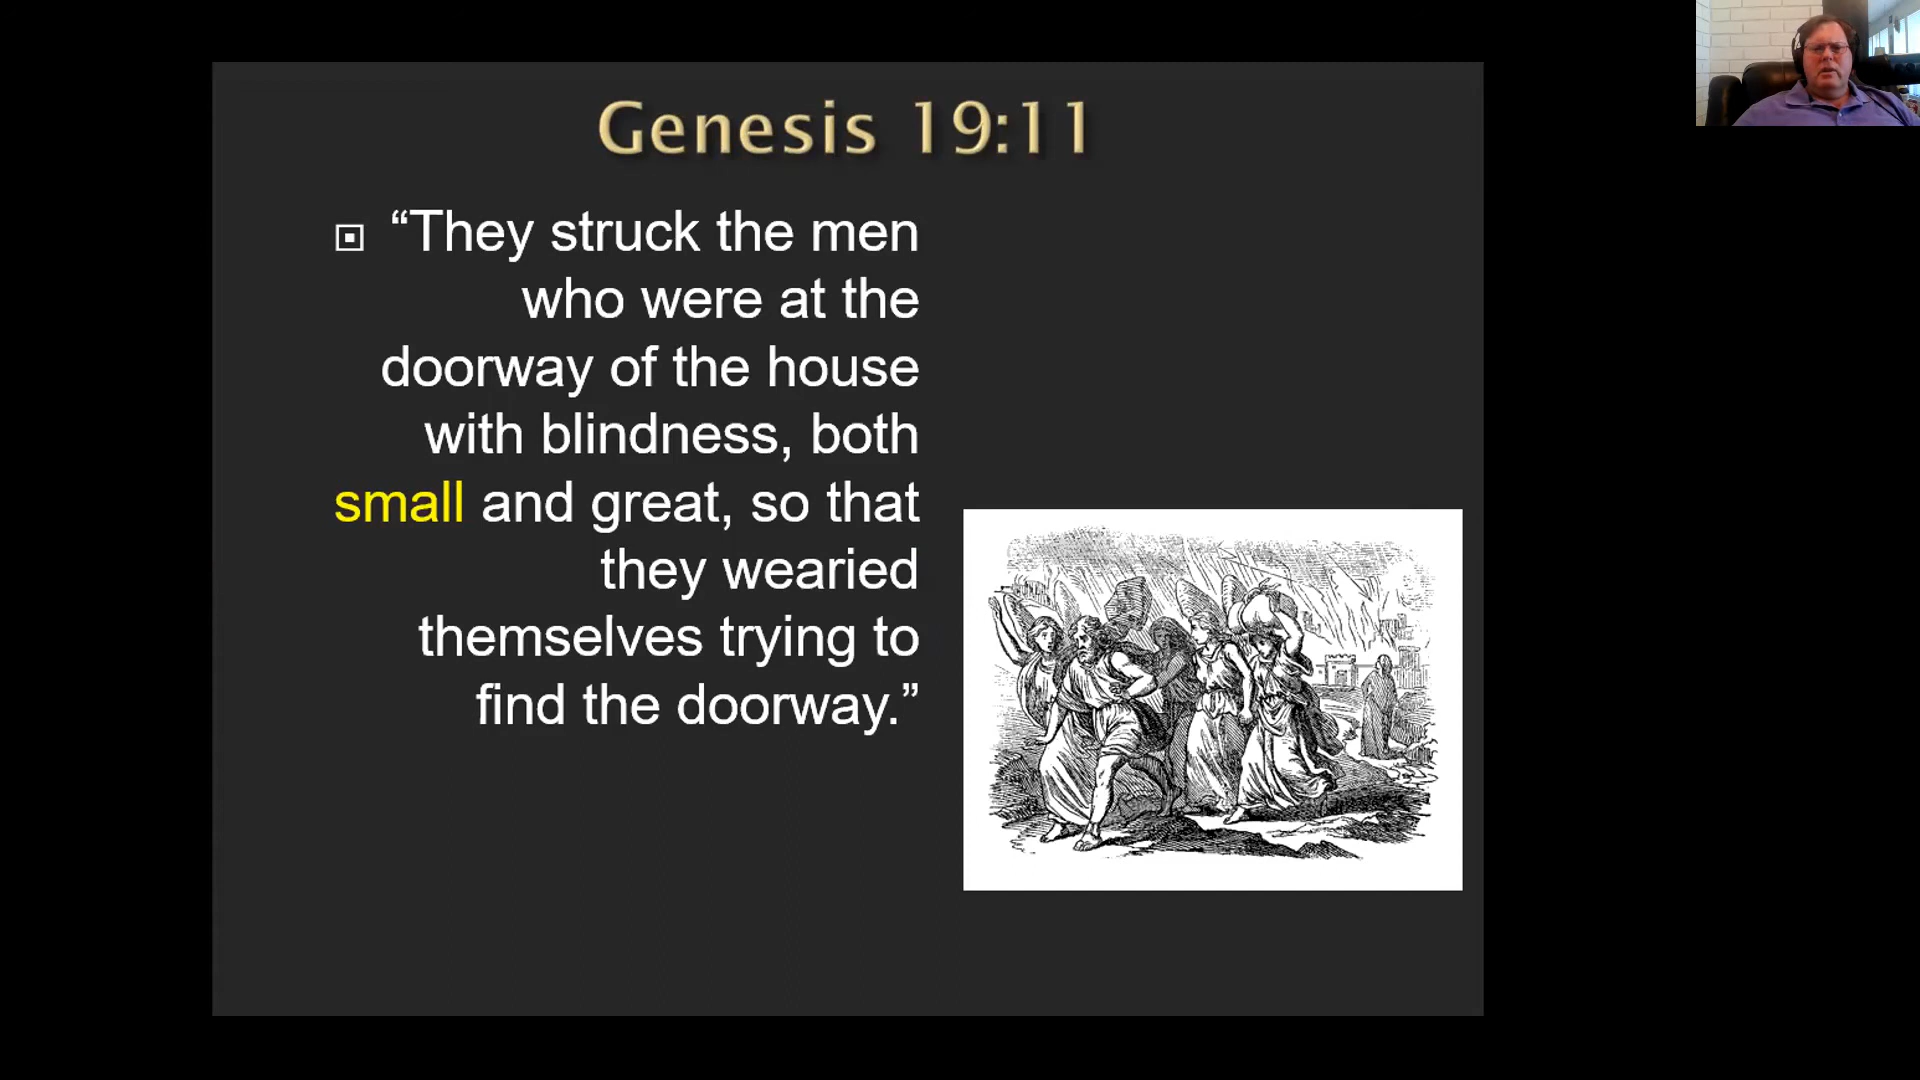 Genesis 19:11
“They struck the men
who were at the
doorway of the house
with blindness, both
small and great, so that
they wearied
themselves trying to
find the doorway.”